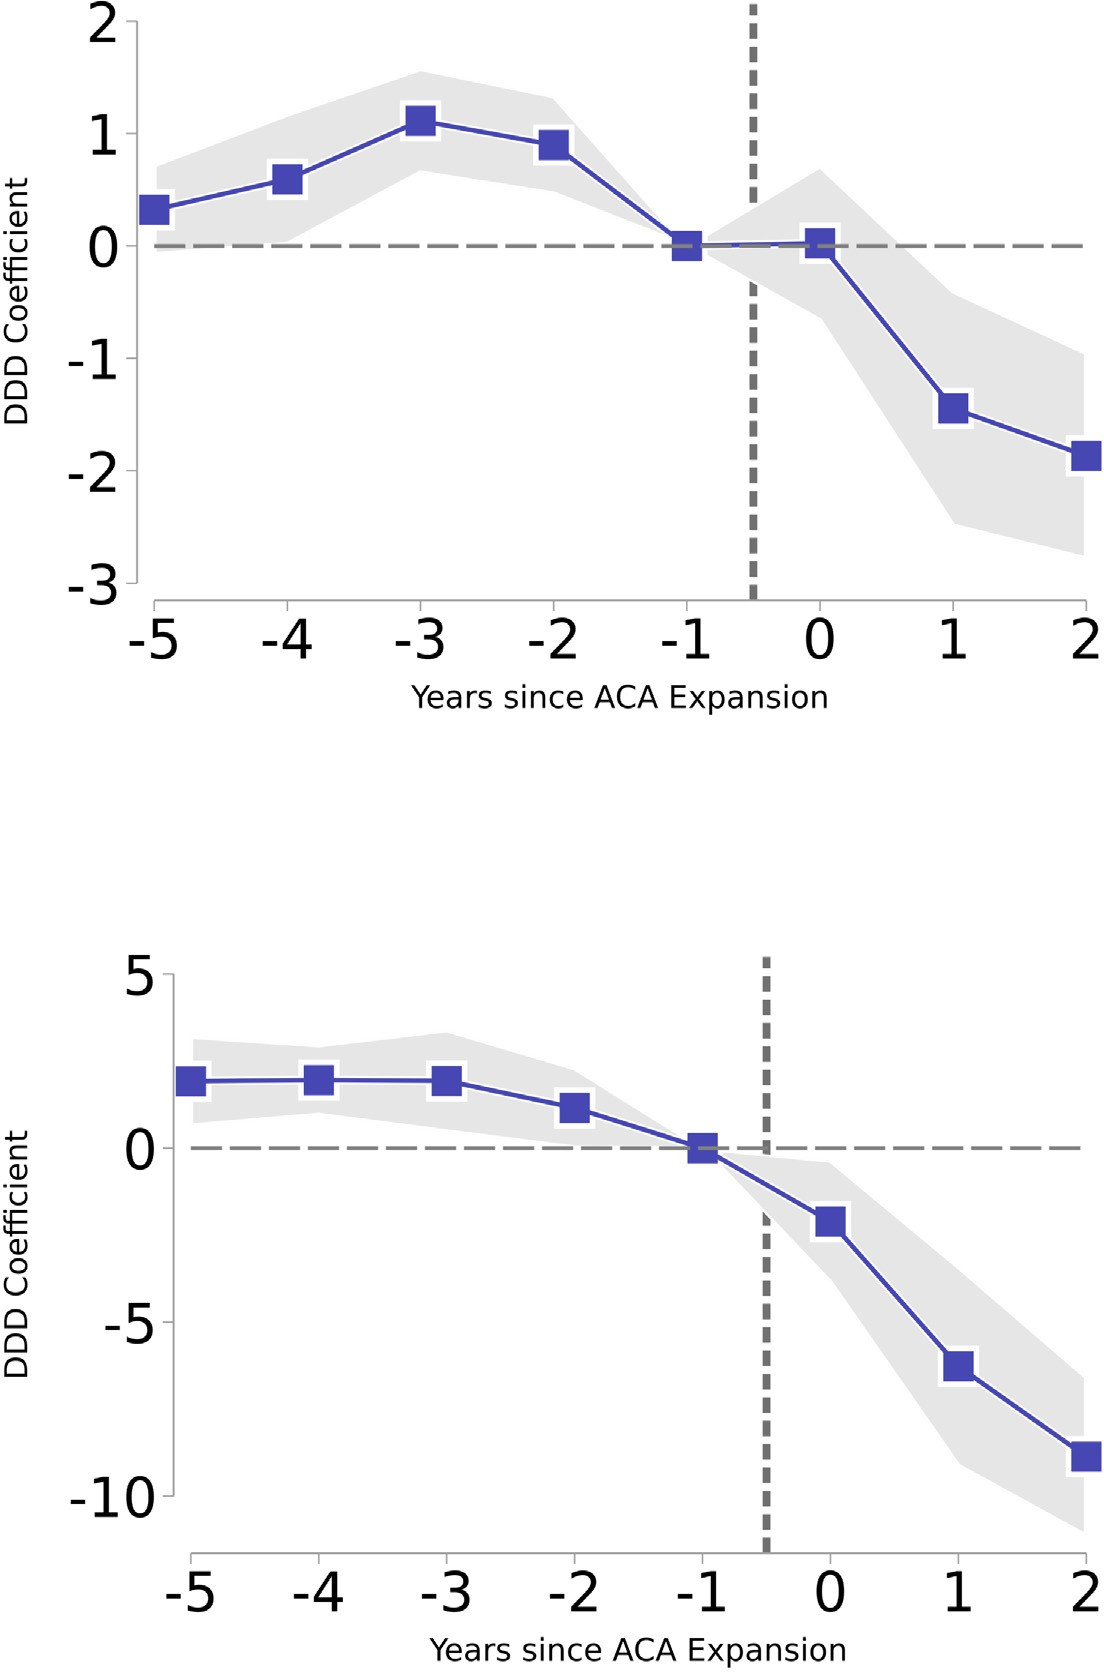 2
1
0
-1
-2
-3
DDD Coefficient
-5 -4 -3 -2 -1 0 1 2
Years since ACA Expansion
5
0
-5
-10
DDD Coefficient
-5 -4 -3 -2 -1 0 1 2
Years since ACA Expansion